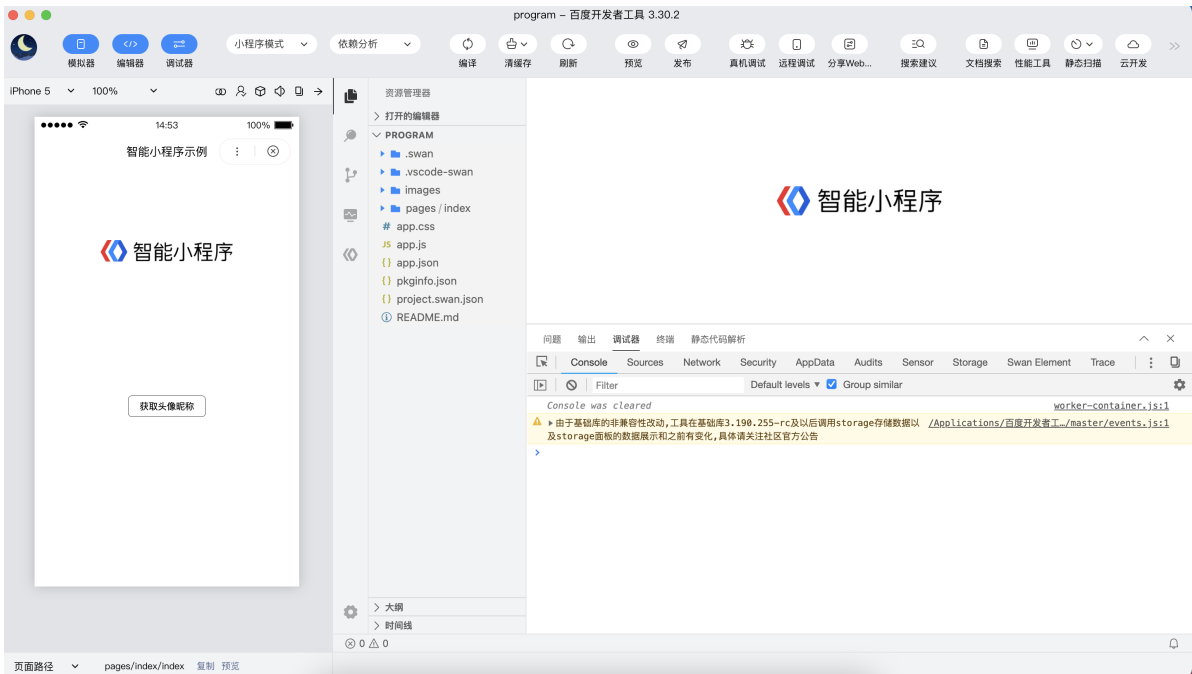 program – 百度开发者工具 3.30.2
模拟器 编辑器 调试器 小程序模式 依赖分析 编译 清缓存 刷新 预览 发布 真机调试 远程调试 分享Web... 搜索建议 文档搜索 性能工具 静态扫描 云开发
iPhone 5 100%
14:53 100%
智能小程序示例
智能小程序
获取头像昵称
页面路径 pages/index/index 复制 预览
资源管理器
打开的编辑器
PROGRAM
.swan
.vscode-swan
images
pages / index
# app.css
JS app.js
{} app.json
{} pkginfo.json
{} project.swan.json
README.md
大纲
时间线
0 0
智能小程序
问题 输出 调试器 终端 静态代码解析
Console Sources Network Security AppData Audits Sensor Storage Swan Element Trace
Filter Default levels ▼ Group similar
Console was cleared worker-container.js:1
由于基础库的非兼容性改动,工具在基础库3.190.255-rc及以后调用storage存储数据以 /Applications/百度开发者工…/master/events.js:1
及storage面板的数据展示和之前有变化,具体请关注社区官方公告